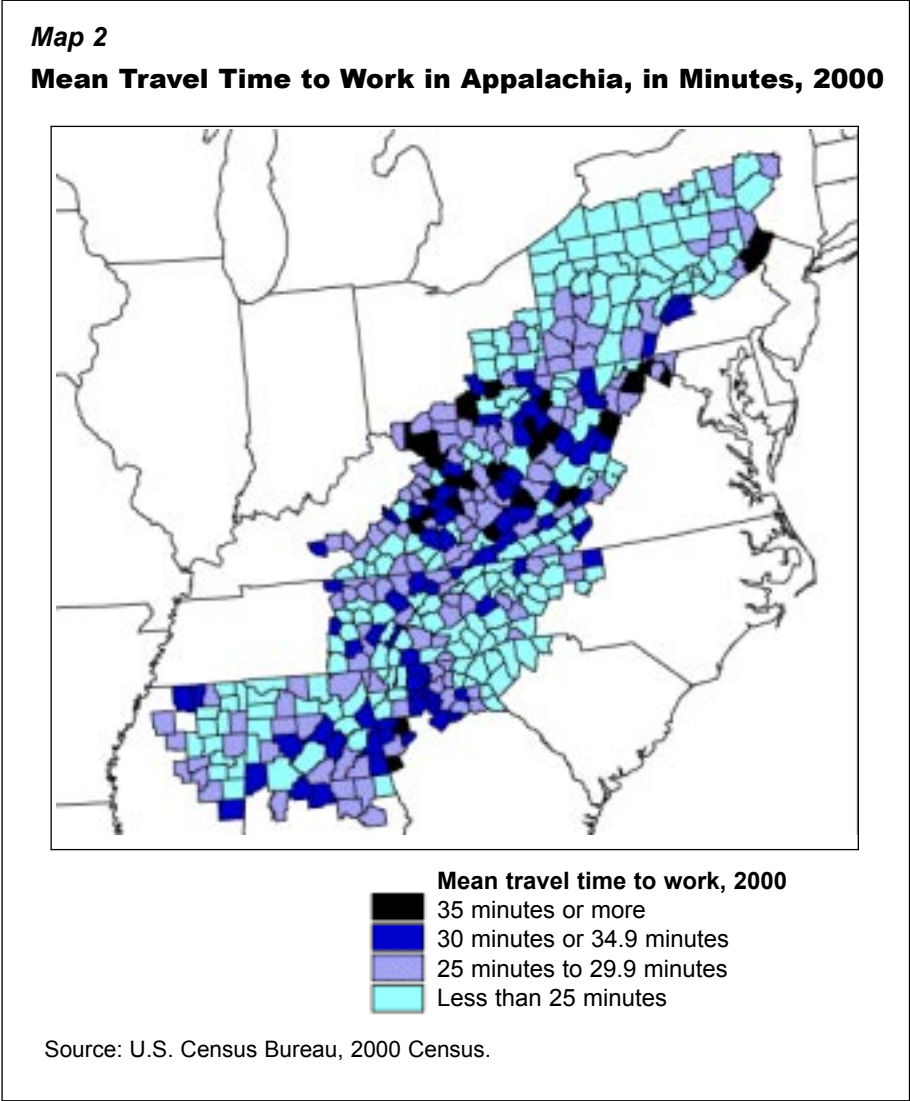 Map 2
Mean Travel Time to Work in Appalachia, in Minutes, 2000
Mean travel time to work, 2000
35 minutes or more
30 minutes or 34.9 minutes
25 minutes to 29.9 minutes
Less than 25 minutes
Source: U.S. Census Bureau, 2000 Census.